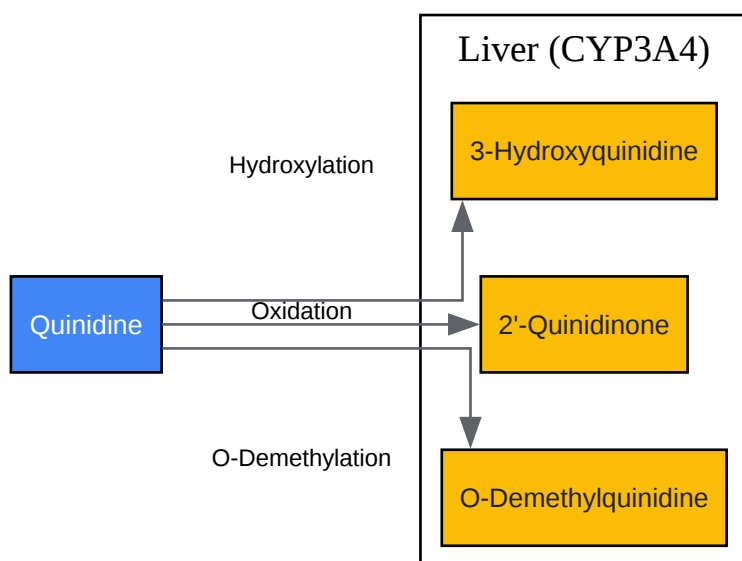 Liver (CYP3A4)
3-Hydroxyquinidine
Hydroxylation
Quinidine
Oxidation
2'-Quinidinone
O-Demethylation
O-Demethylquinidine